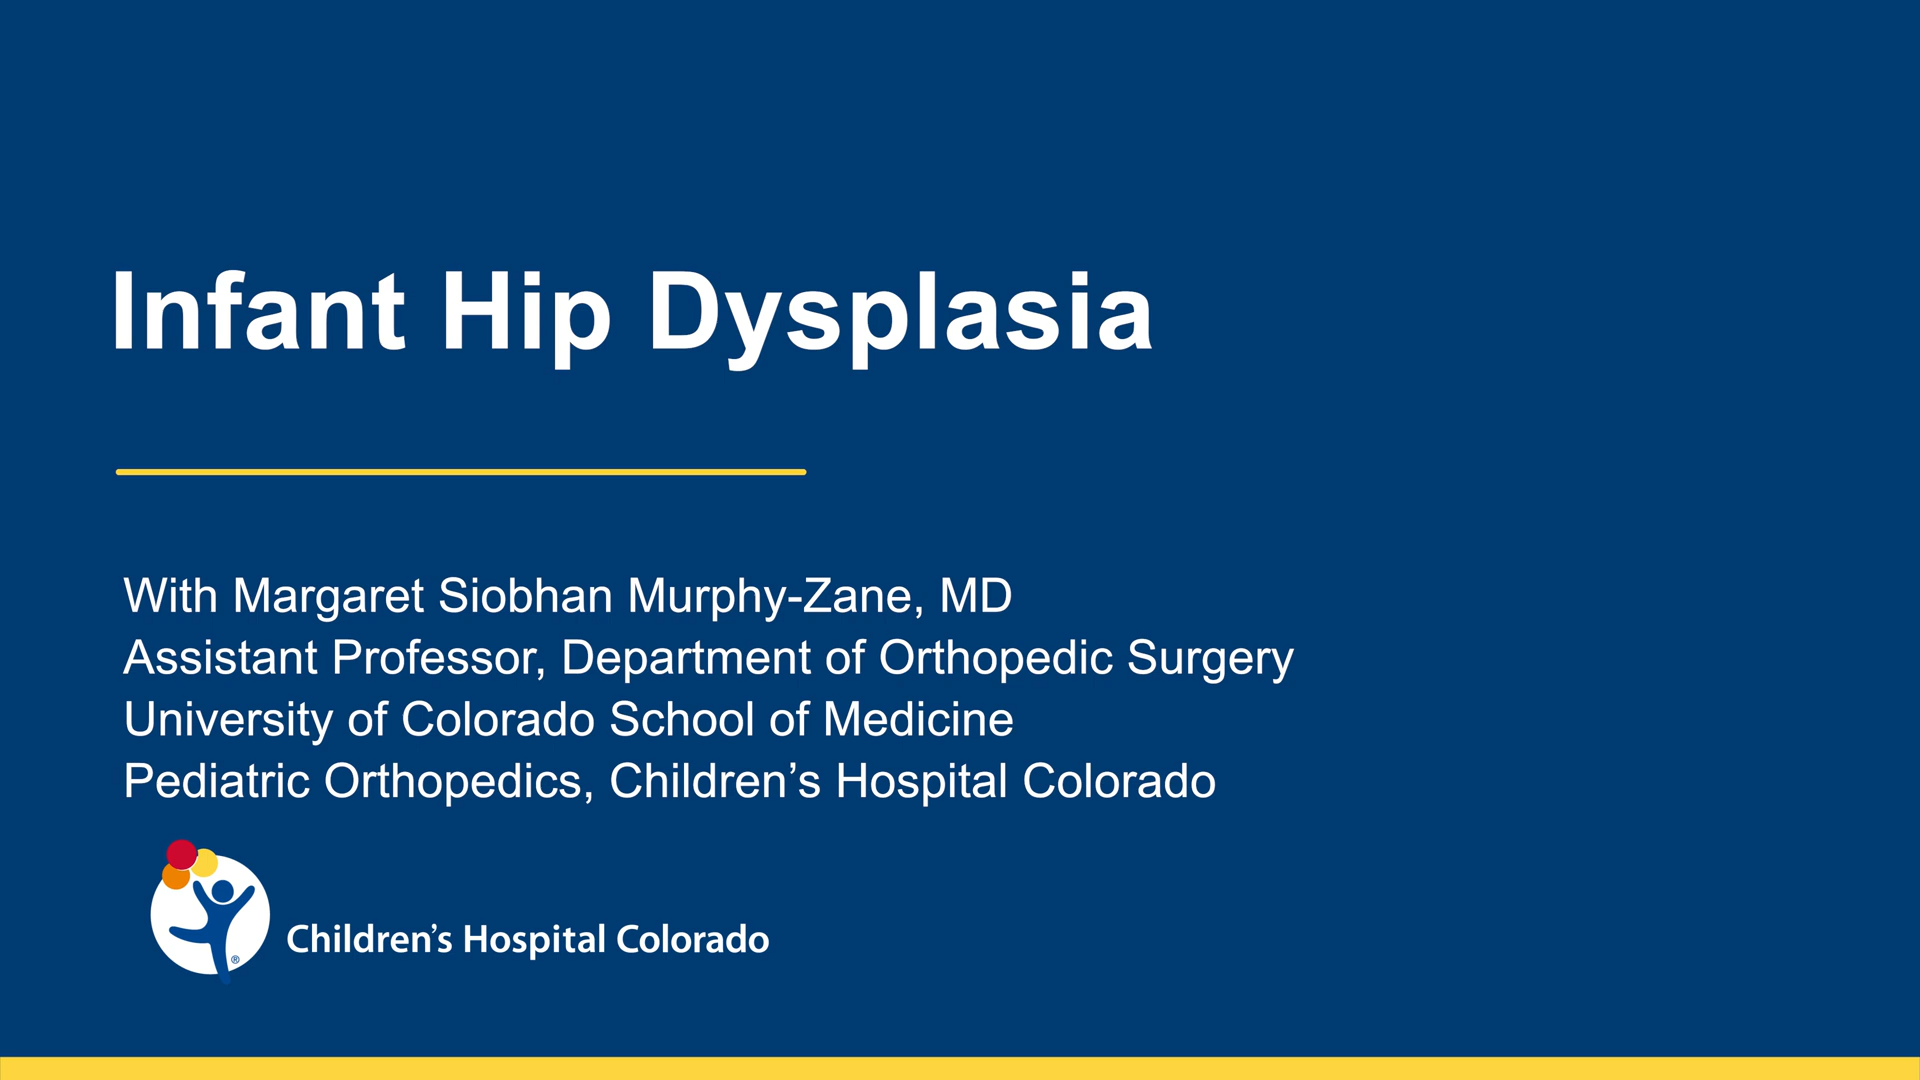 Infant Hip Dysplasia
With Margaret Siobhan Murphy-Zane, MD
Assistant Professor, Department of Orthopedic Surgery
University of Colorado School of Medicine
Pediatric Orthopedics, Children’s Hospital Colorado
®
Children’s Hospital Colorado